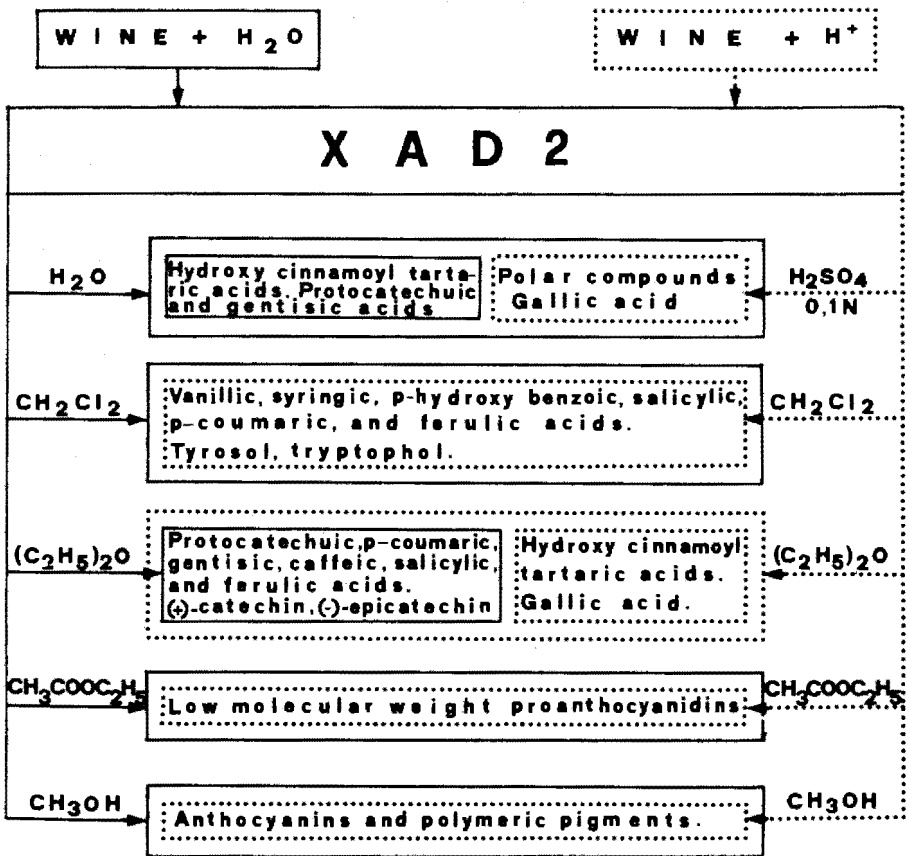 WINE + H2O
WINE + H+
XAD2
H2O
Hydroxy cinnamoyl tarta-
ric acids. Protocatechuic
and gentisic acids
Polar compounds
Gallic acid
H2SO4
0,1N
CH2Cl2
Vanillic, syringic, p-hydroxy benzoic, salicylic,
p-coumaric, and ferulic acids.
Tyrosol, tryptophol.
CH2Cl2
(C2H5)2O
Protocatechuic, p-coumaric,
gentisic, caffeic, salicylic,
and ferulic acids.
(+)-catechin, (-)-epicatechin
Hydroxy cinnamoyl
tartaric acids.
Gallic acid.
(C2H5)2O
CH3COOC2H5
Low molecular weight proanthocyanidins
CH3COOC2H5
CH3OH
Anthocyanins and polymeric pigments.
CH3OH